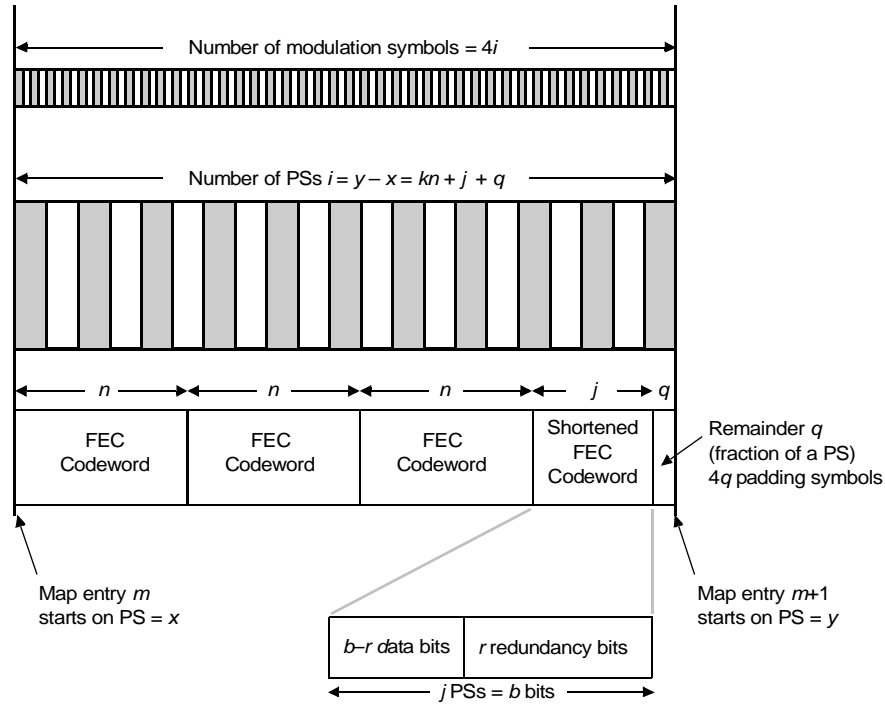 Number of modulation symbols = 4i
Number of PSs i = y – x = kn + j + q
n n n j q
FEC Codeword
FEC Codeword
FEC Codeword
Shortened FEC Codeword
Remainder q
(fraction of a PS)
4q padding symbols
Map entry m
starts on PS = x
Map entry m+1
starts on PS = y
b–r data bits
r redundancy bits
j PSs = b bits